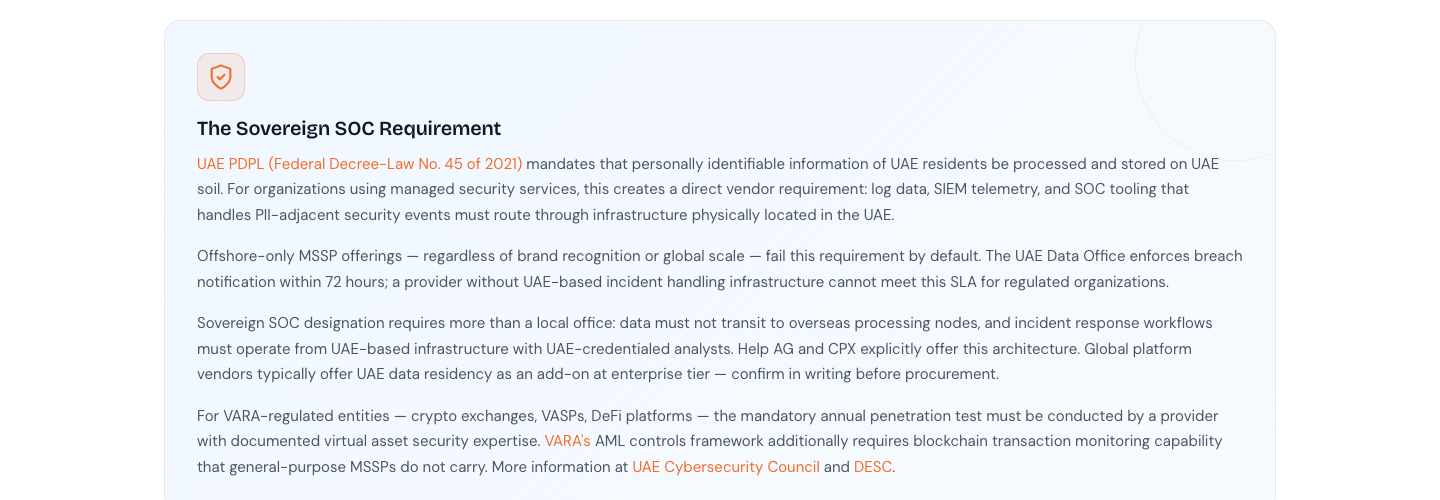 The Sovereign SOC Requirement
UAE PDPL (Federal Decree-Law No. 45 of 2021) mandates that personally identifiable information of UAE residents be processed and stored on UAE
soil. For organizations using managed security services, this creates a direct vendor requirement: log data, SIEM telemetry, and SOC tooling that
handles PII-adjacent security events must route through infrastructure physically located in the UAE.
Offshore-only MSSP offerings — regardless of brand recognition or global scale — fail this requirement by default. The UAE Data Office enforces breach
notification within 72 hours; a provider without UAE-based incident handling infrastructure cannot meet this SLA for regulated organizations.
Sovereign SOC designation requires more than a local office: data must not transit to overseas processing nodes, and incident response workflows
must operate from UAE-based infrastructure with UAE-credentialed analysts. Help AG and CPX explicitly offer this architecture. Global platform
vendors typically offer UAE data residency as an add-on at enterprise tier — confirm in writing before procurement.
For VARA-regulated entities — crypto exchanges, VASPs, DeFi platforms — the mandatory annual penetration test must be conducted by a provider
with documented virtual asset security expertise. VARA's AML controls framework additionally requires blockchain transaction monitoring capability
that general-purpose MSSPs do not carry. More information at UAE Cybersecurity Council and DESC.